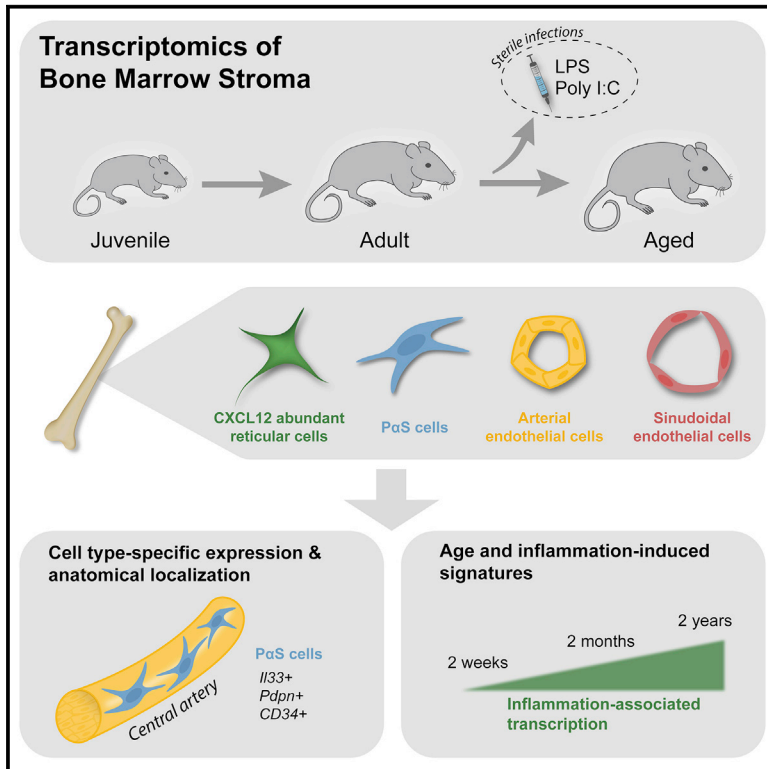 Transcriptomics of
Bone Marrow Stroma
Sterile infections
LPS
Poly I:C
Juvenile
Adult
Aged
CXCL12 abundant
reticular cells
PαS cells
Arterial
endothelial cells
Sinudoidal
endothelial cells
Cell type-specific expression &
anatomical localization
PαS cells
Il33+
Pdpn+
CD34+
Central artery
Age and inflammation-induced
signatures
2 weeks
2 months
2 years
Inflammation-associated
transcription